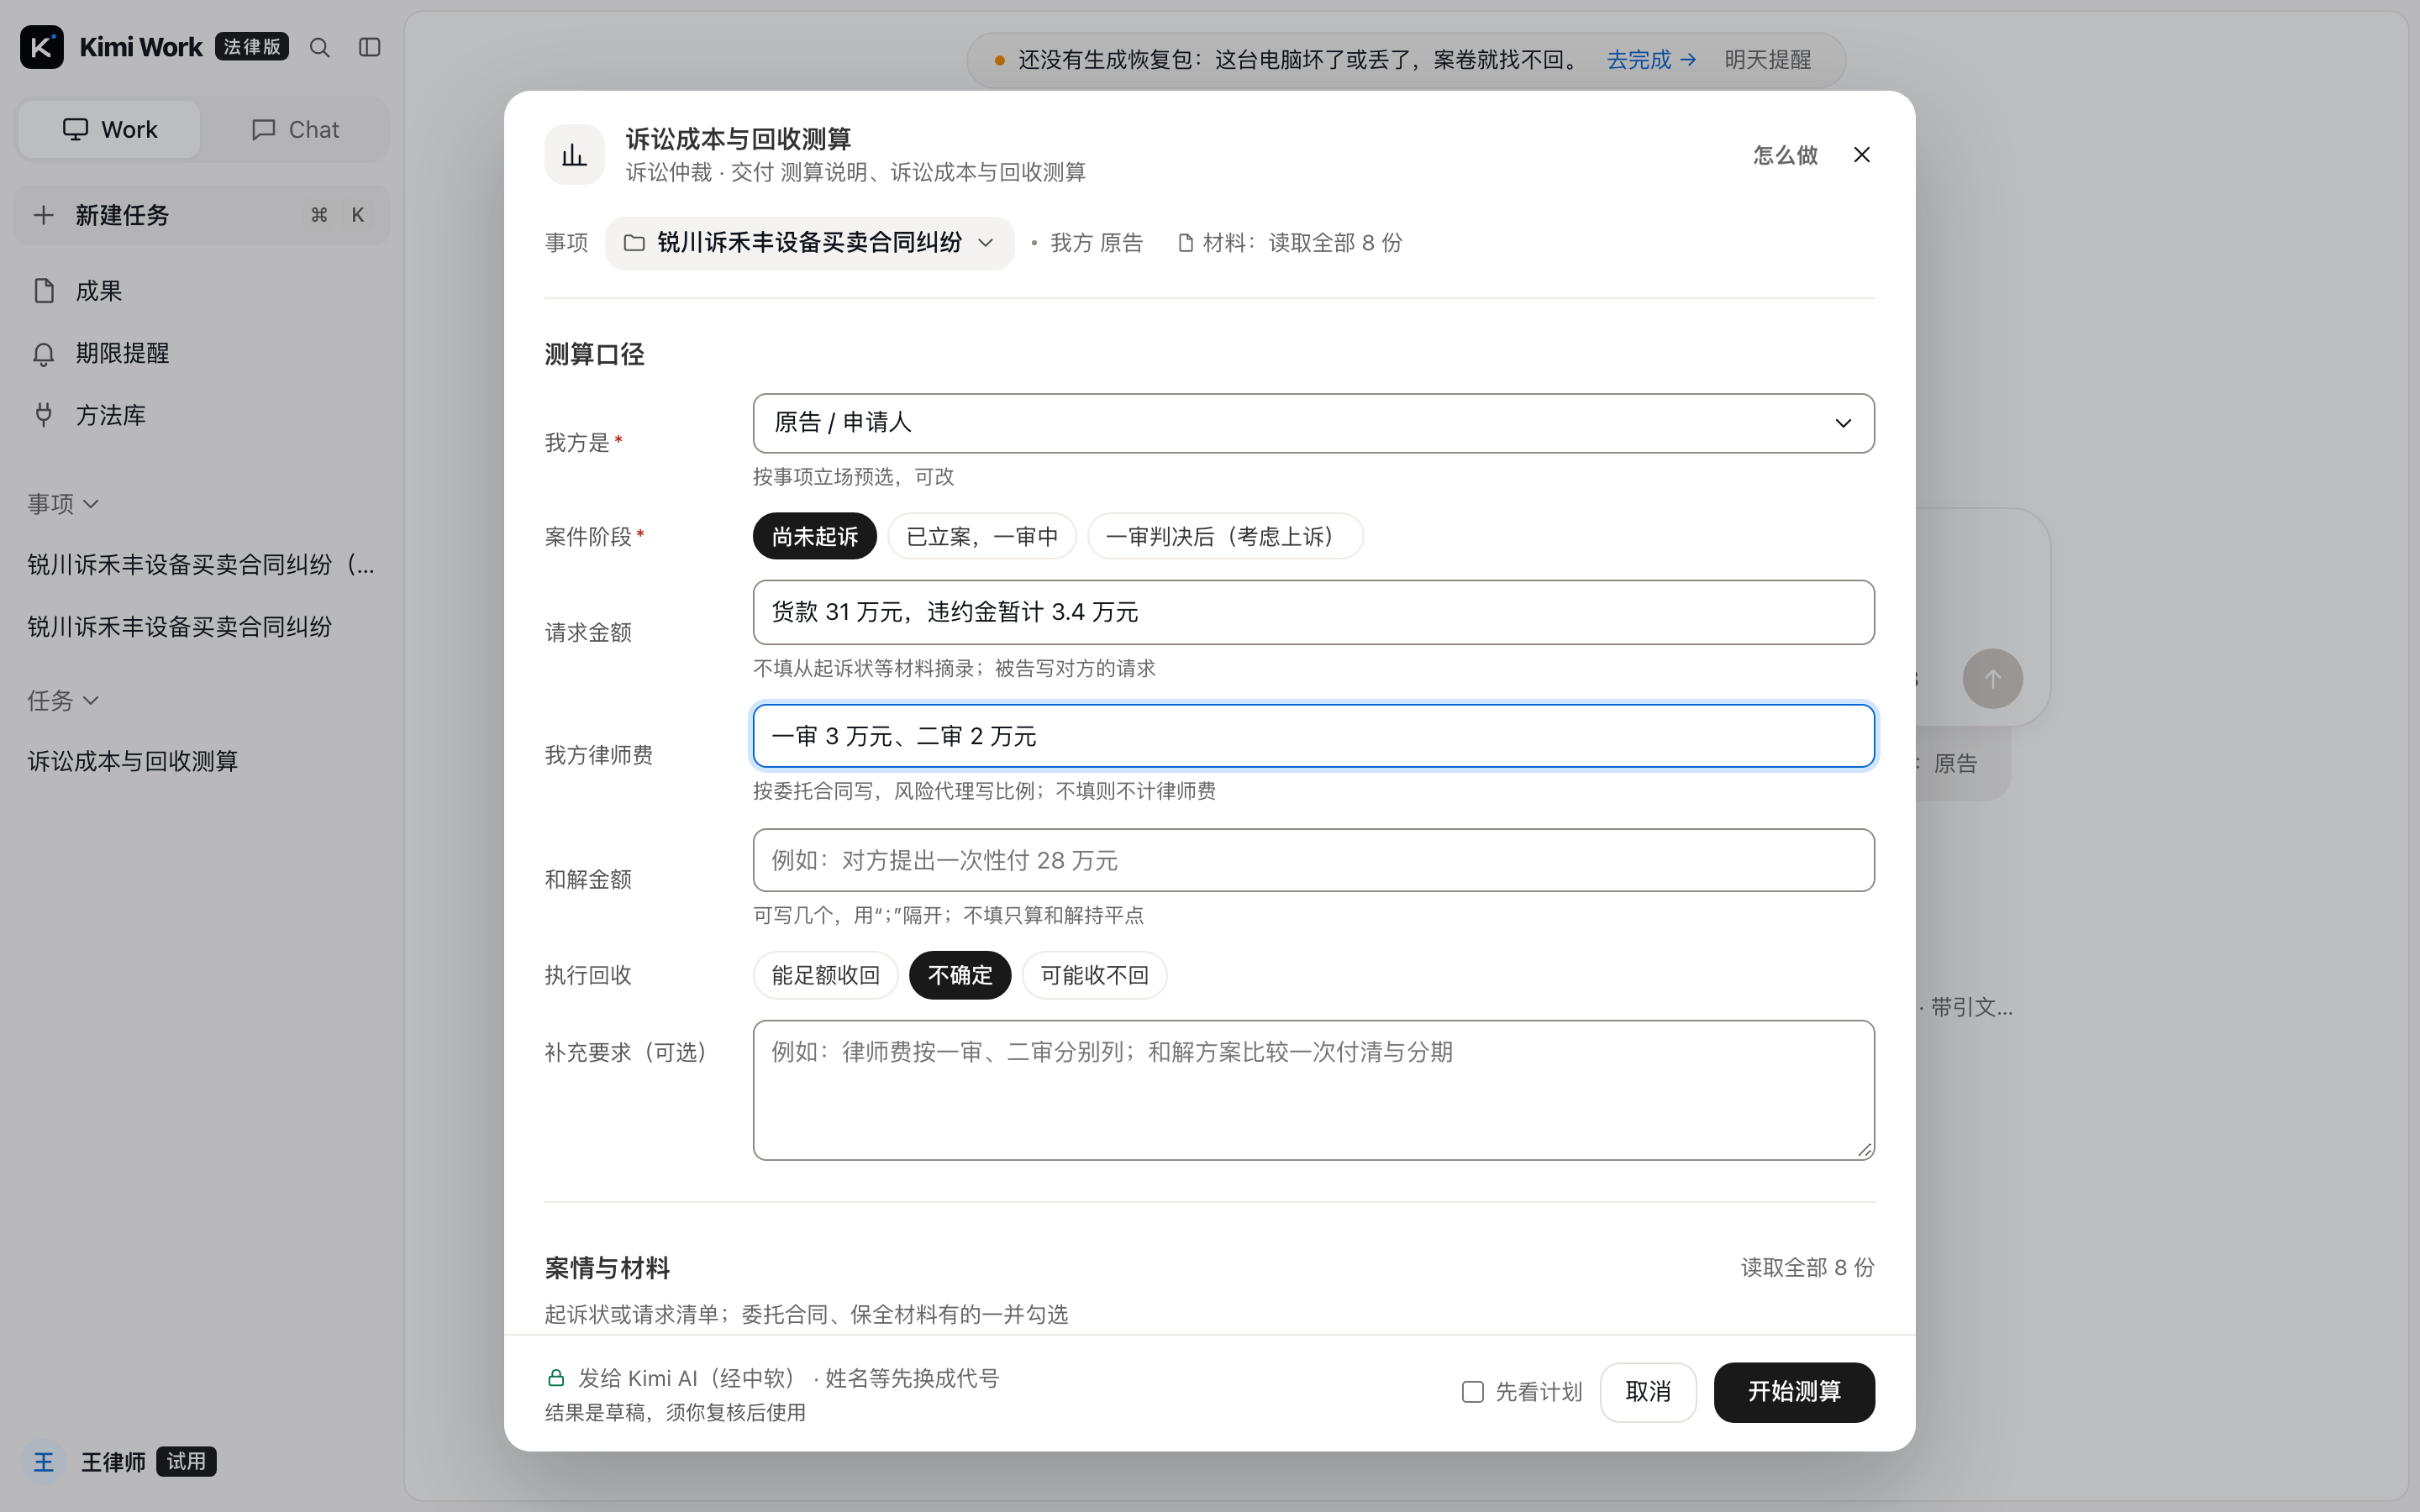 Kimi Work 法律版
Work
Chat
新建任务 ⌘ K
成果
期限提醒
方法库
事项
锐川诉禾丰设备买卖合同纠纷（...
锐川诉禾丰设备买卖合同纠纷
任务
诉讼成本与回收测算
王 王律师 试用
还没有生成恢复包：这台电脑坏了或丢了，案卷就找不回。 去完成 → 明天提醒
诉讼成本与回收测算
诉讼仲裁 · 交付 测算说明、诉讼成本与回收测算
怎么做
事项 锐川诉禾丰设备买卖合同纠纷 • 我方 原告 材料：读取全部 8 份
测算口径
我方是* 原告 / 申请人
按事项立场预选，可改
案件阶段* 尚未起诉 已立案，一审中 一审判决后（考虑上诉）
请求金额 货款 31 万元，违约金暂计 3.4 万元
不填从起诉状等材料摘录；被告写对方的请求
我方律师费 一审 3 万元、二审 2 万元
按委托合同写，风险代理写比例；不填则不计律师费
和解金额 例如：对方提出一次性付 28 万元
可写几个，用“；”隔开；不填只算和解持平点
执行回收 能足额收回 不确定 可能收不回
补充要求（可选） 例如：律师费按一审、二审分别列；和解方案比较一次付清与分期
案情与材料 读取全部 8 份
起诉状或请求清单；委托合同、保全材料有的一并勾选
发给 Kimi AI（经中软） · 姓名等先换成代号
结果是草稿，须你复核后使用
先看计划 取消 开始测算
：原告
· 带引文...